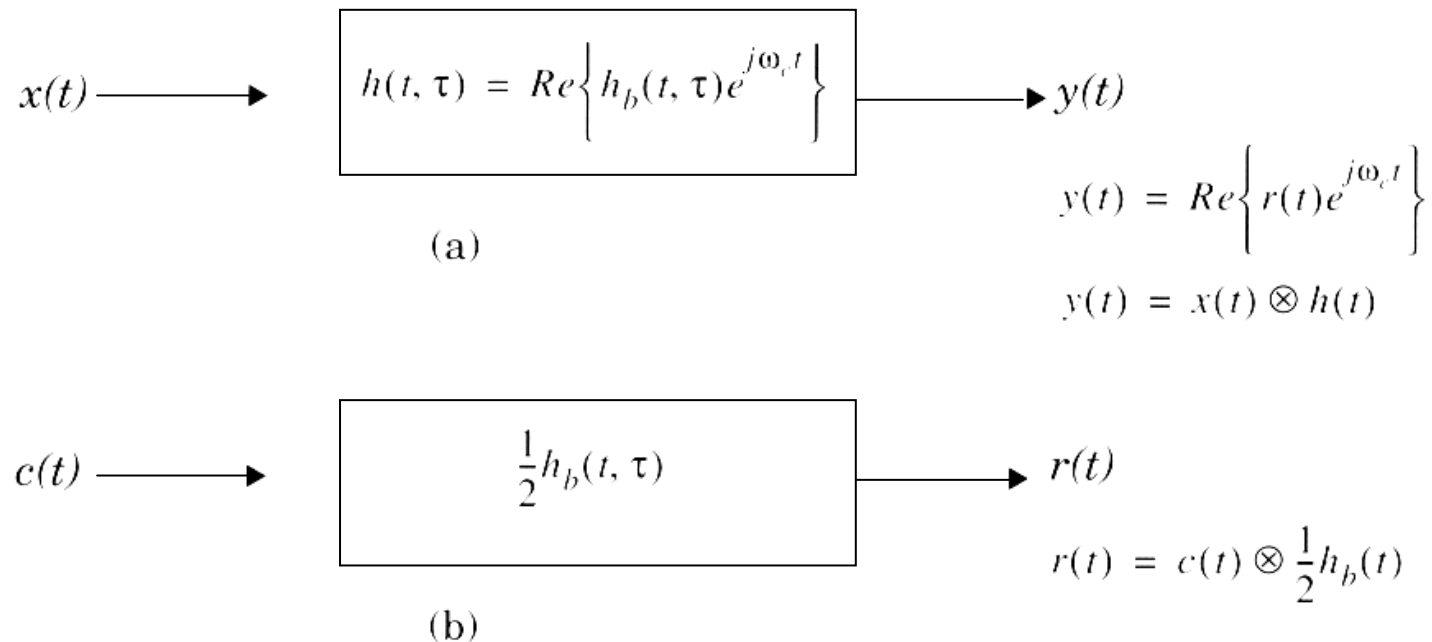 x(t) h(t, τ) = Re{h_b(t, τ)e^{jω_c t}} y(t)
y(t) = Re{r(t)e^{jω_c t}}
(a)
y(t) = x(t) ⊗ h(t)
c(t) 1/2 h_b(t, τ) r(t)
r(t) = c(t) ⊗ 1/2 h_b(t)
(b)